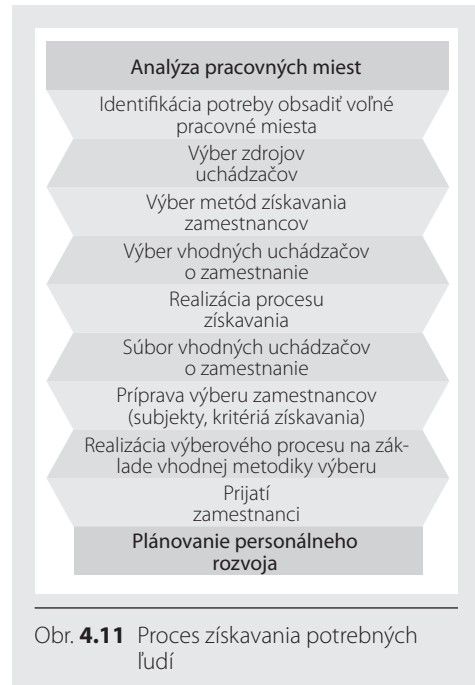 Analýza pracovných miest
Identifikácia potreby obsadiť voľné
pracovné miesta
Výber zdrojov
uchádzačov
Výber metód získavania
zamestnancov
Výber vhodných uchádzačov
o zamestnanie
Realizácia procesu
získavania
Súbor vhodných uchádzačov
o zamestnanie
Príprava výberu zamestnancov
(subjekty, kritériá získavania)
Realizácia výberového procesu na zák-
lade vhodnej metodiky výberu
Prijatí
zamestnanci
Plánovanie personálneho
rozvoja
Obr. 4.11 Proces získavania potrebných
ľudí